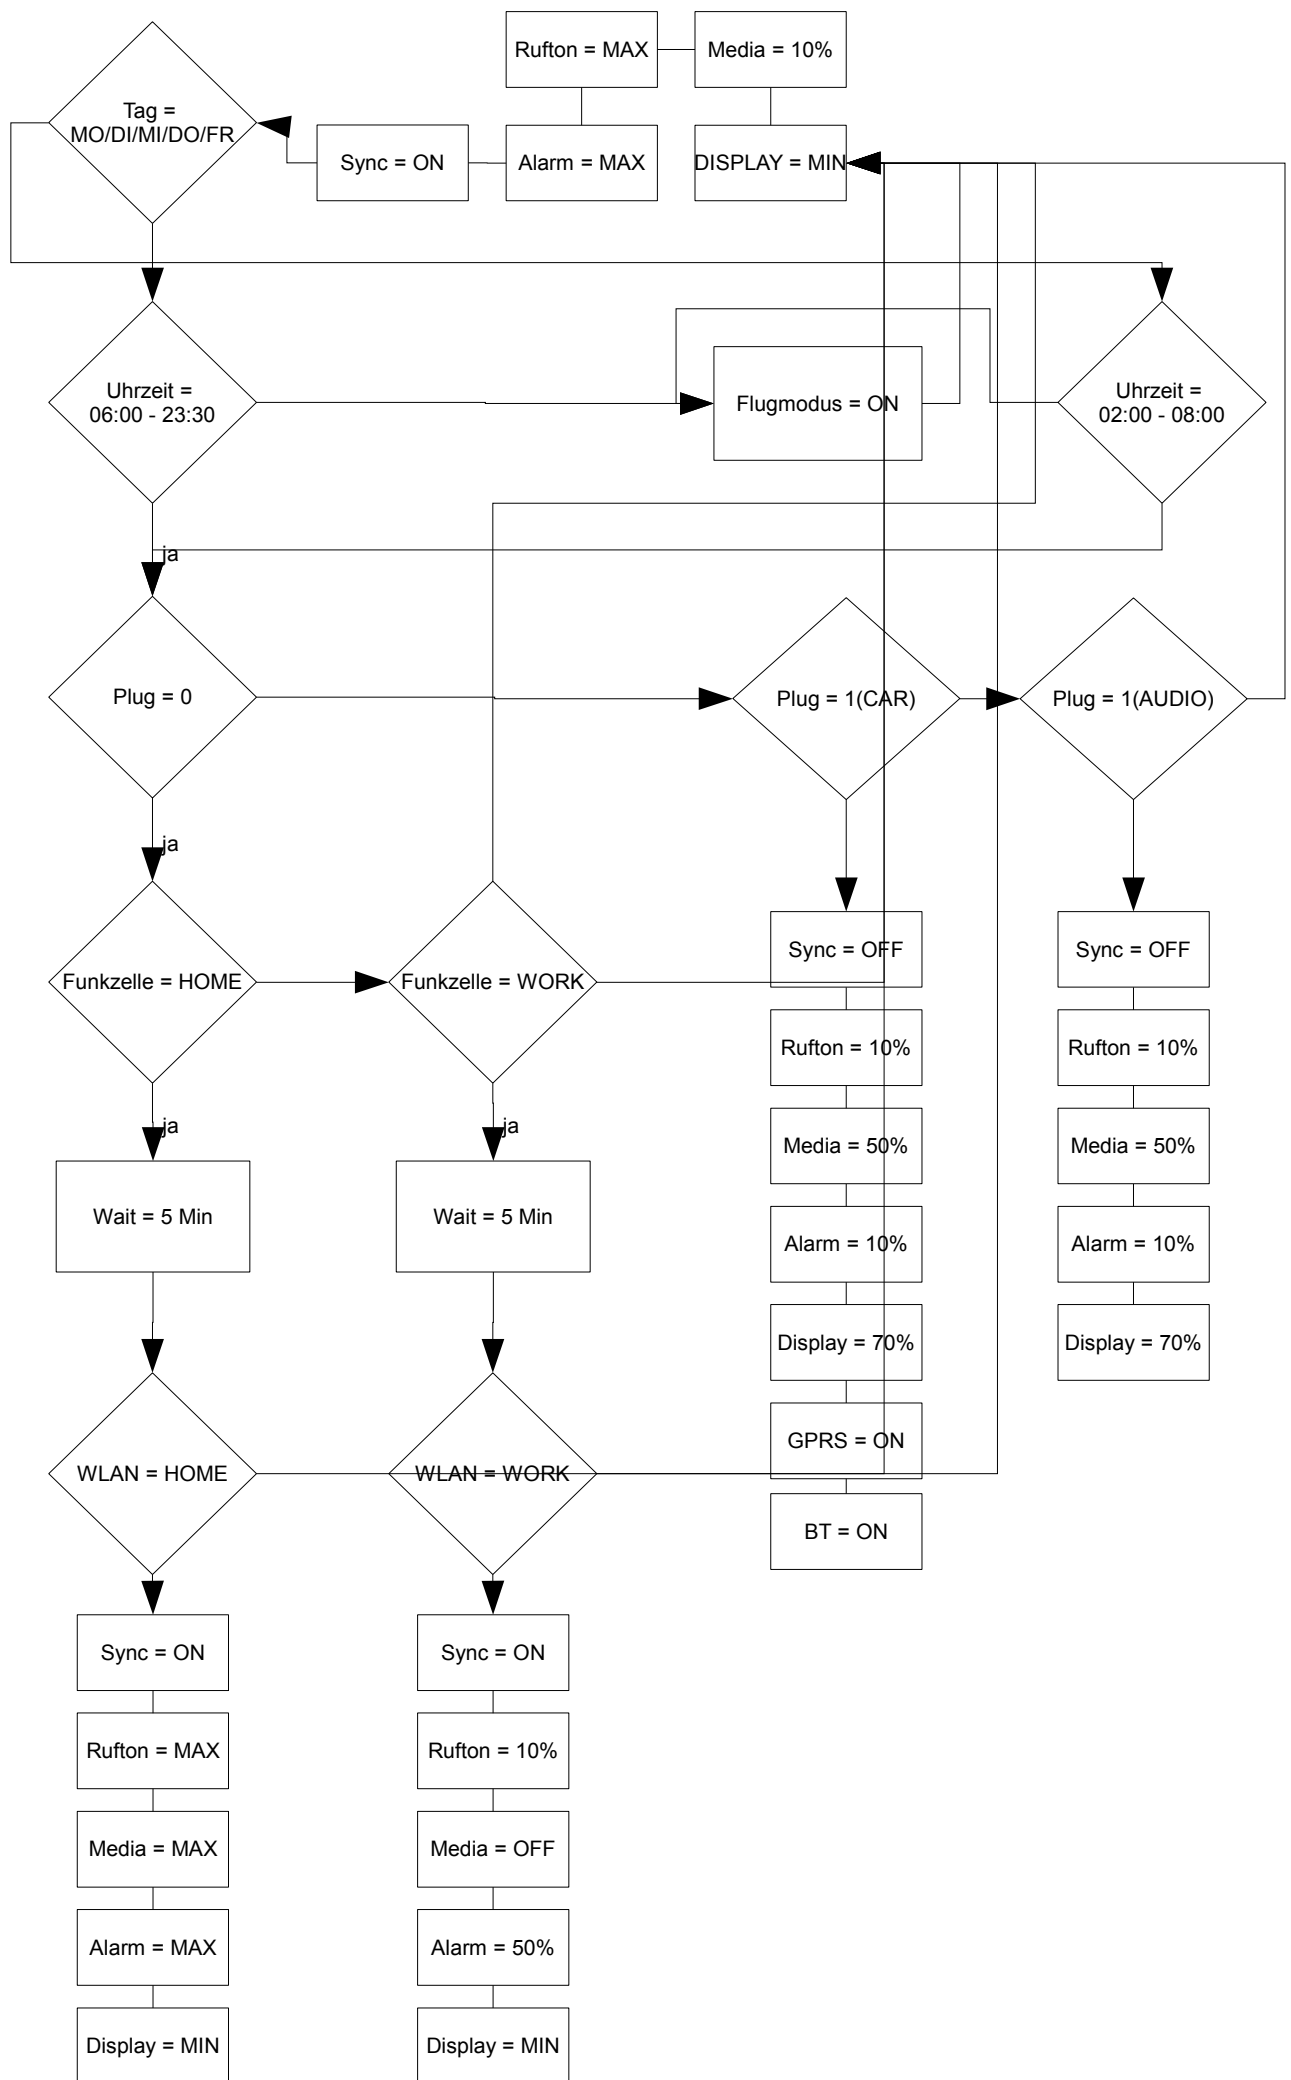 Rufton = MAX
Media = 10%
Tag =
MO/DI/MI/DO/FR
Sync = ON
Alarm = MAX
DISPLAY = MIN
Uhrzeit =
06:00 - 23:30
Flugmodus = ON
Uhrzeit =
02:00 - 08:00
ja
Plug = 0
Plug = 1(CAR)
Plug = 1(AUDIO)
ja
Funkzelle = HOME
Funkzelle = WORK
Sync = OFF
Sync = OFF
Rufton = 10%
Rufton = 10%
ja
ja
Media = 50%
Media = 50%
Wait = 5 Min
Wait = 5 Min
Alarm = 10%
Alarm = 10%
Display = 70%
Display = 70%
GPRS = ON
WLAN = HOME
WLAN = WORK
BT = ON
Sync = ON
Sync = ON
Rufton = MAX
Rufton = 10%
Media = MAX
Media = OFF
Alarm = MAX
Alarm = 50%
Display = MIN
Display = MIN